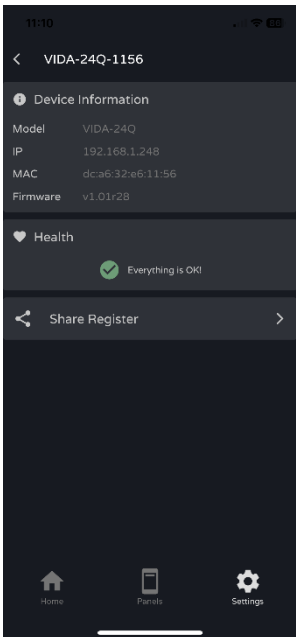 11:10
VIDA-24Q-1156
Device Information
Model VIDA-24Q
IP 192.168.1.248
MAC dc:a6:32:e6:11:56
Firmware v1.01r28
Health
Everything is OK!
Share Register
Home Panels Settings